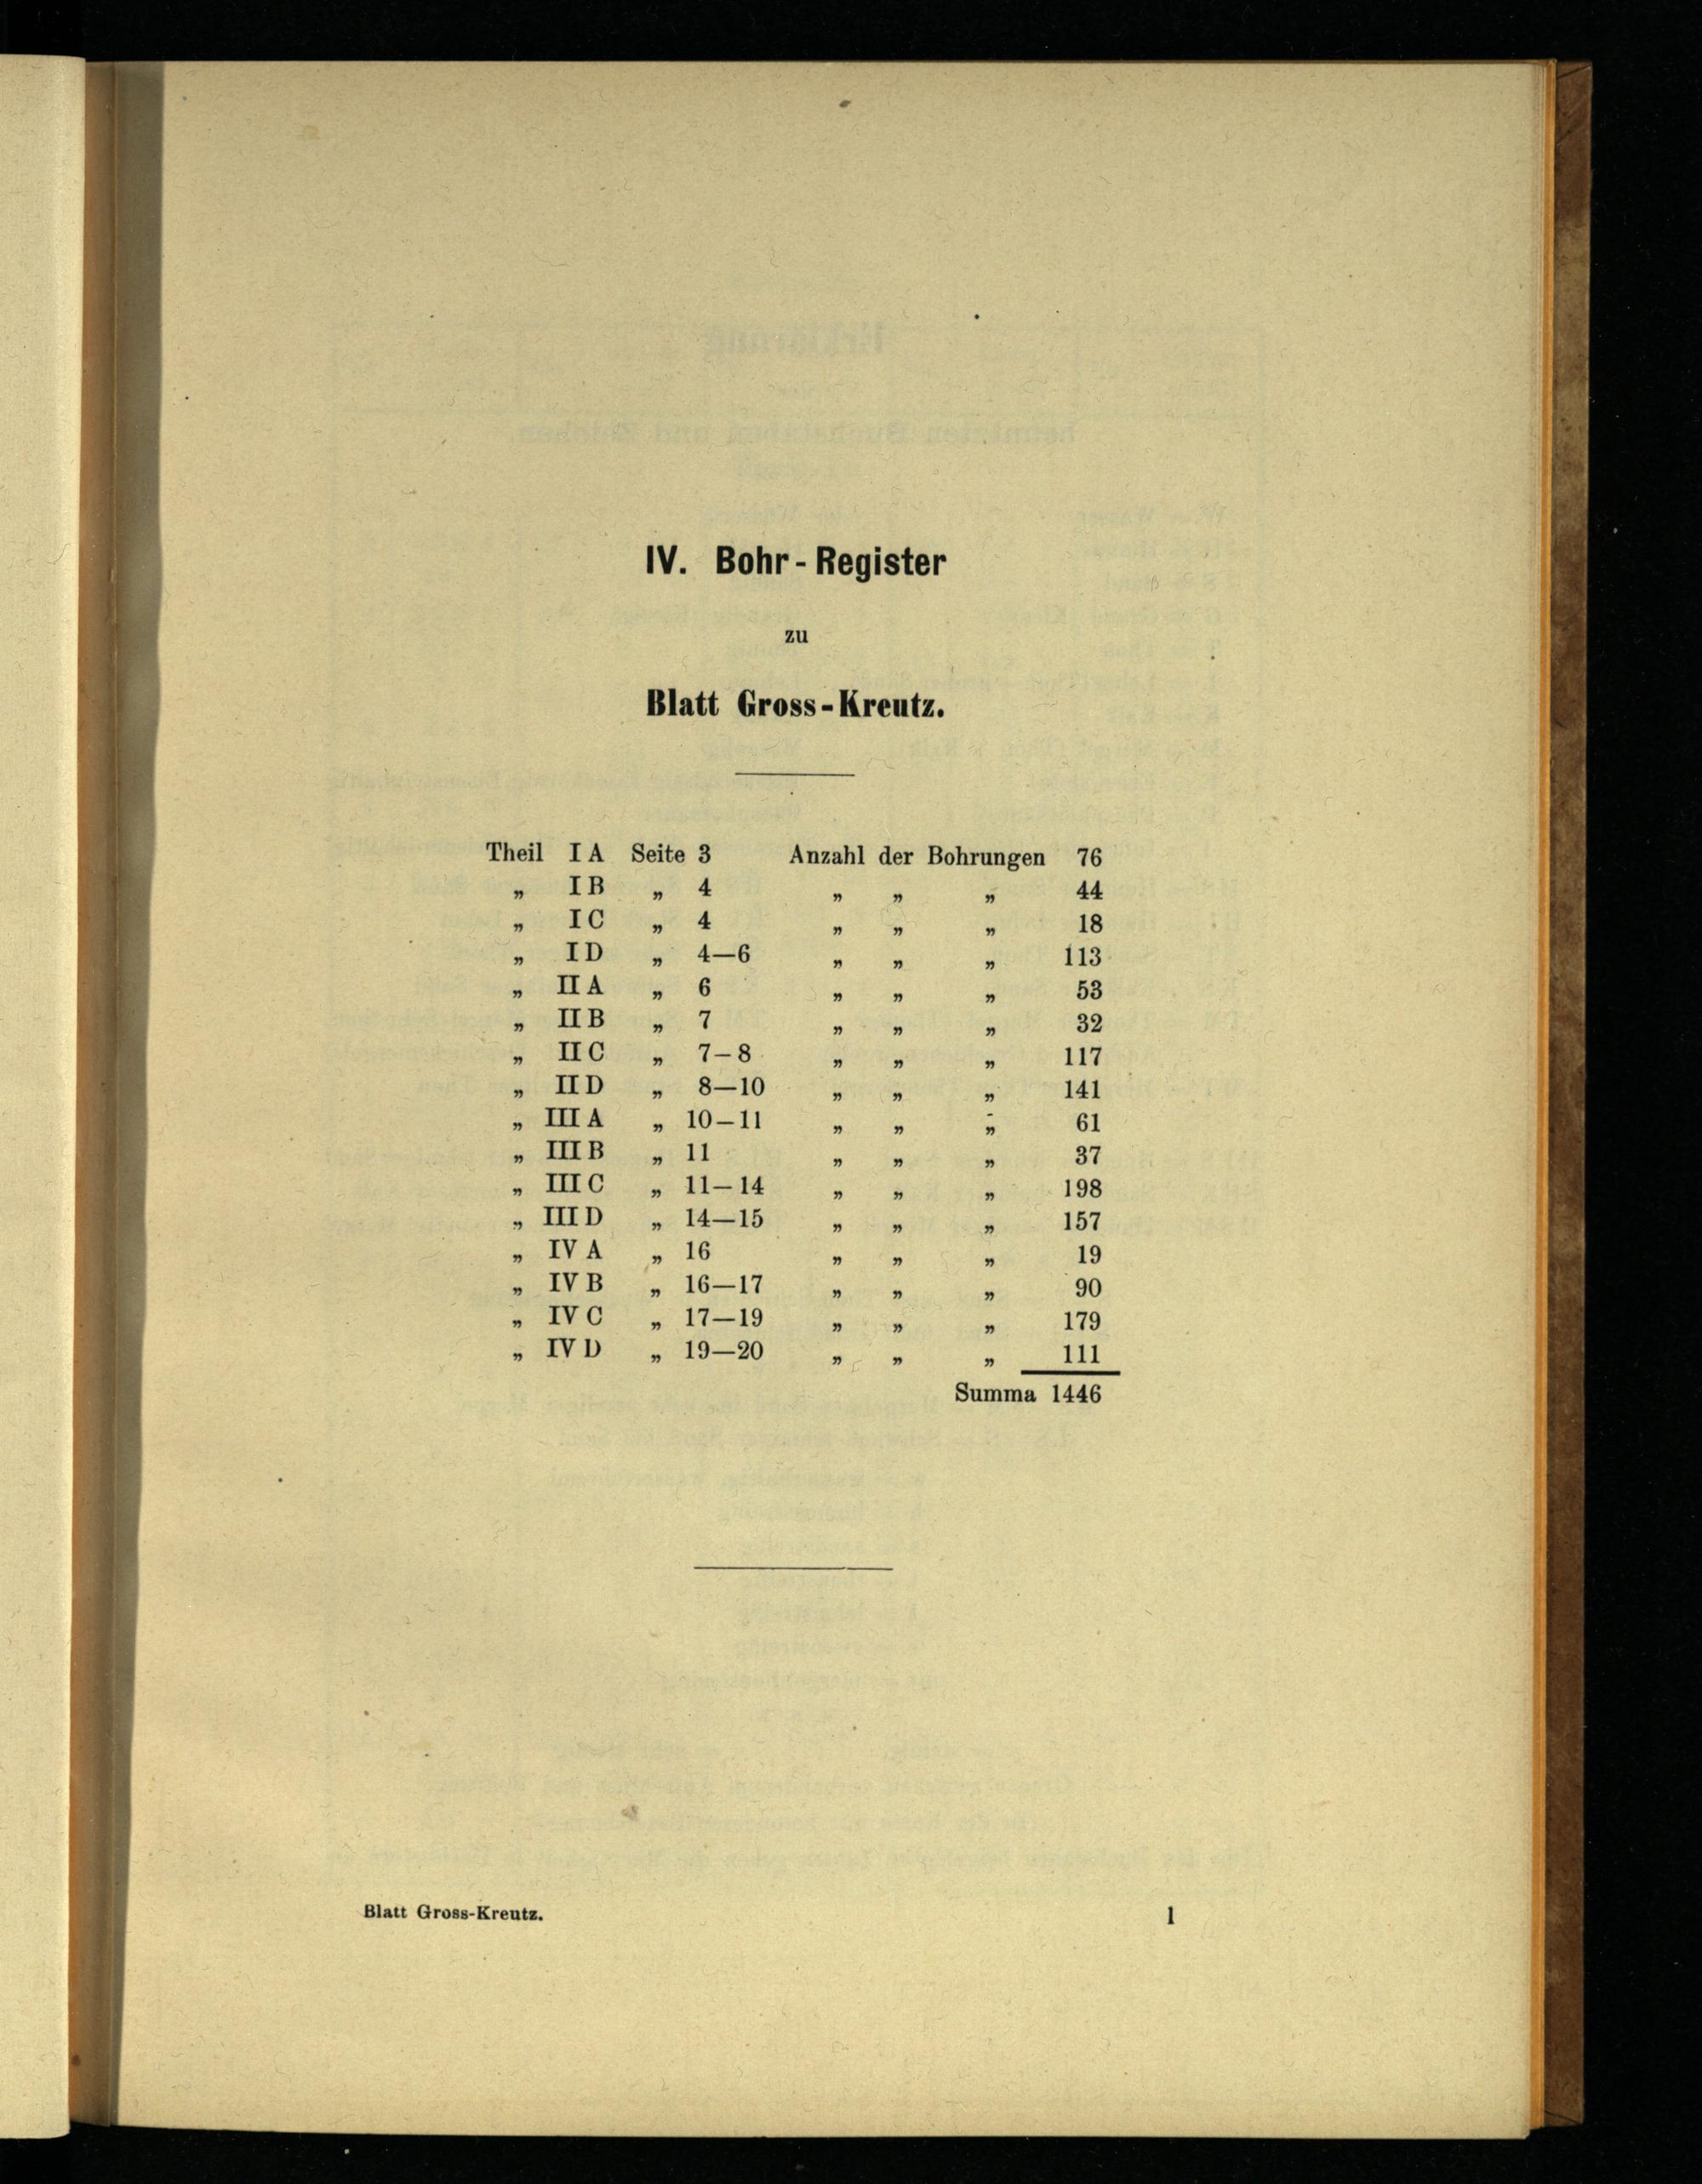 IV. Bohr-Register
zu
Blatt Gross-Kreutz.
Theil I A Seite 3 Anzahl der Bohrungen 76
„ I B „ 4 „ „ „ 44
„ I C „ 4 „ „ „ 18
„ I D „ 4—6 „ „ „ 113
„ II A „ 6 „ „ „ 53
„ II B „ 7 „ „ „ 32
„ II C „ 7–8 „ „ „ 117
„ II D „ 8—10 „ „ „ 141
„ III A „ 10–11 „ „ „ 61
„ III B „ 11 „ „ „ 37
„ III C „ 11–14 „ „ „ 198
„ III D „ 14—15 „ „ „ 157
„ IV A „ 16 „ „ „ 19
„ IV B „ 16—17 „ „ „ 90
„ IV C „ 17—19 „ „ „ 179
„ IV D „ 19—20 „ „ „ 111
Summa 1446
Blatt Gross-Kreutz. 1